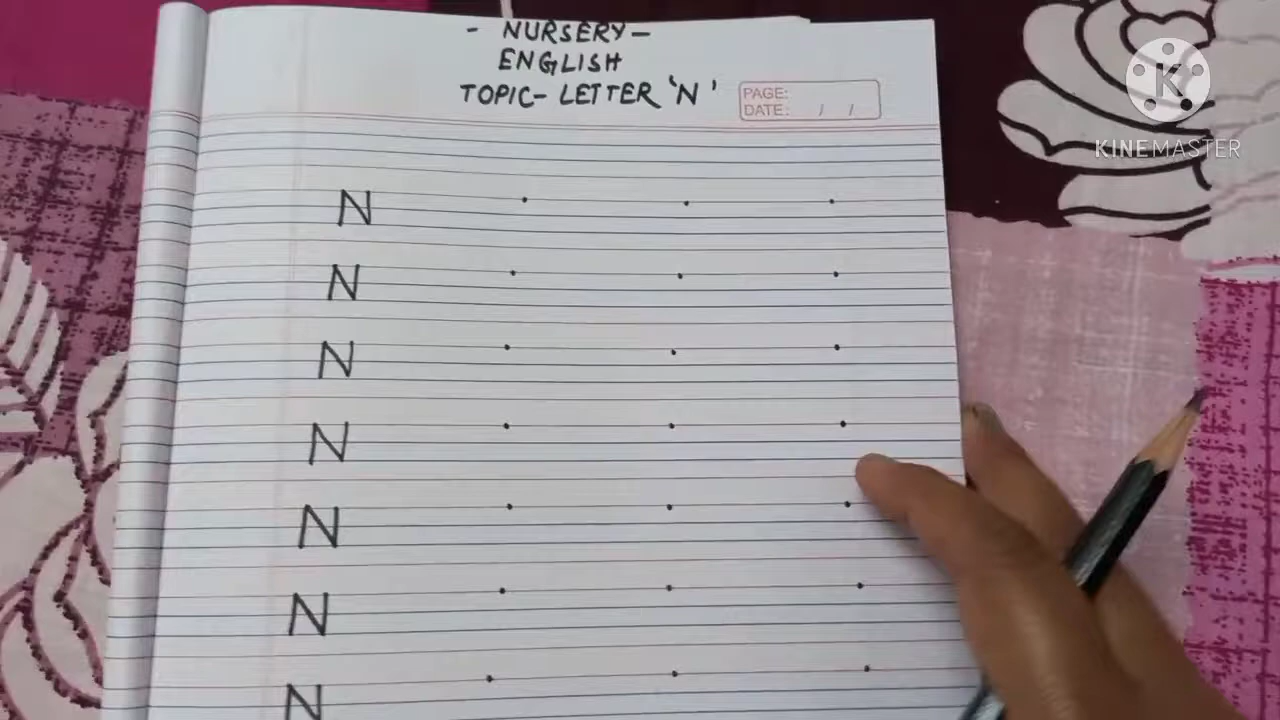 - NURSERY -
ENGLISH
TOPIC- LETTER 'N'
PAGE:
DATE: / /
K
KINEMASTER
N
N
N
N
N
N
N